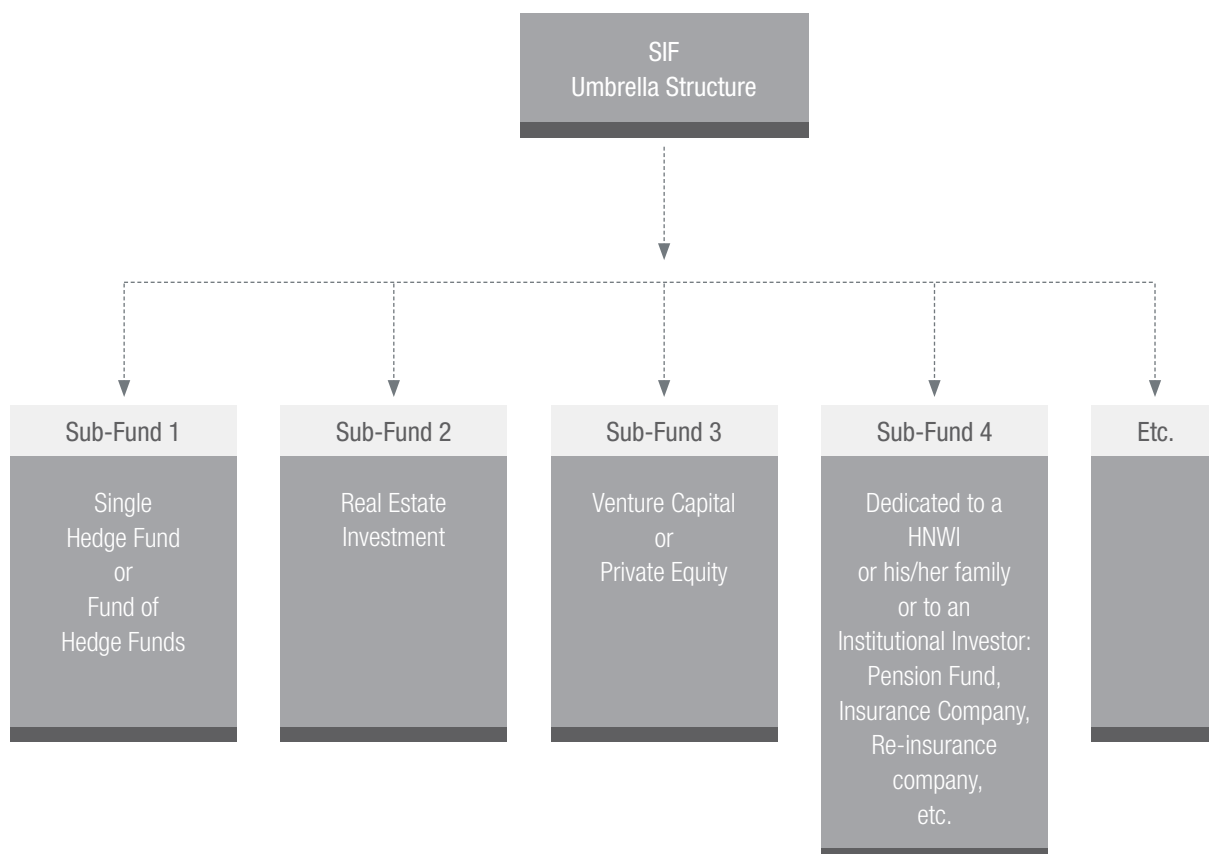 SIF
Umbrella Structure
Sub-Fund 1
Single
Hedge Fund
or
Fund of
Hedge Funds
Sub-Fund 2
Real Estate
Investment
Sub-Fund 3
Venture Capital
or
Private Equity
Sub-Fund 4
Dedicated to a
HNWI
or his/her family
or to an
Institutional Investor:
Pension Fund,
Insurance Company,
Re-insurance
company,
etc.
Etc.